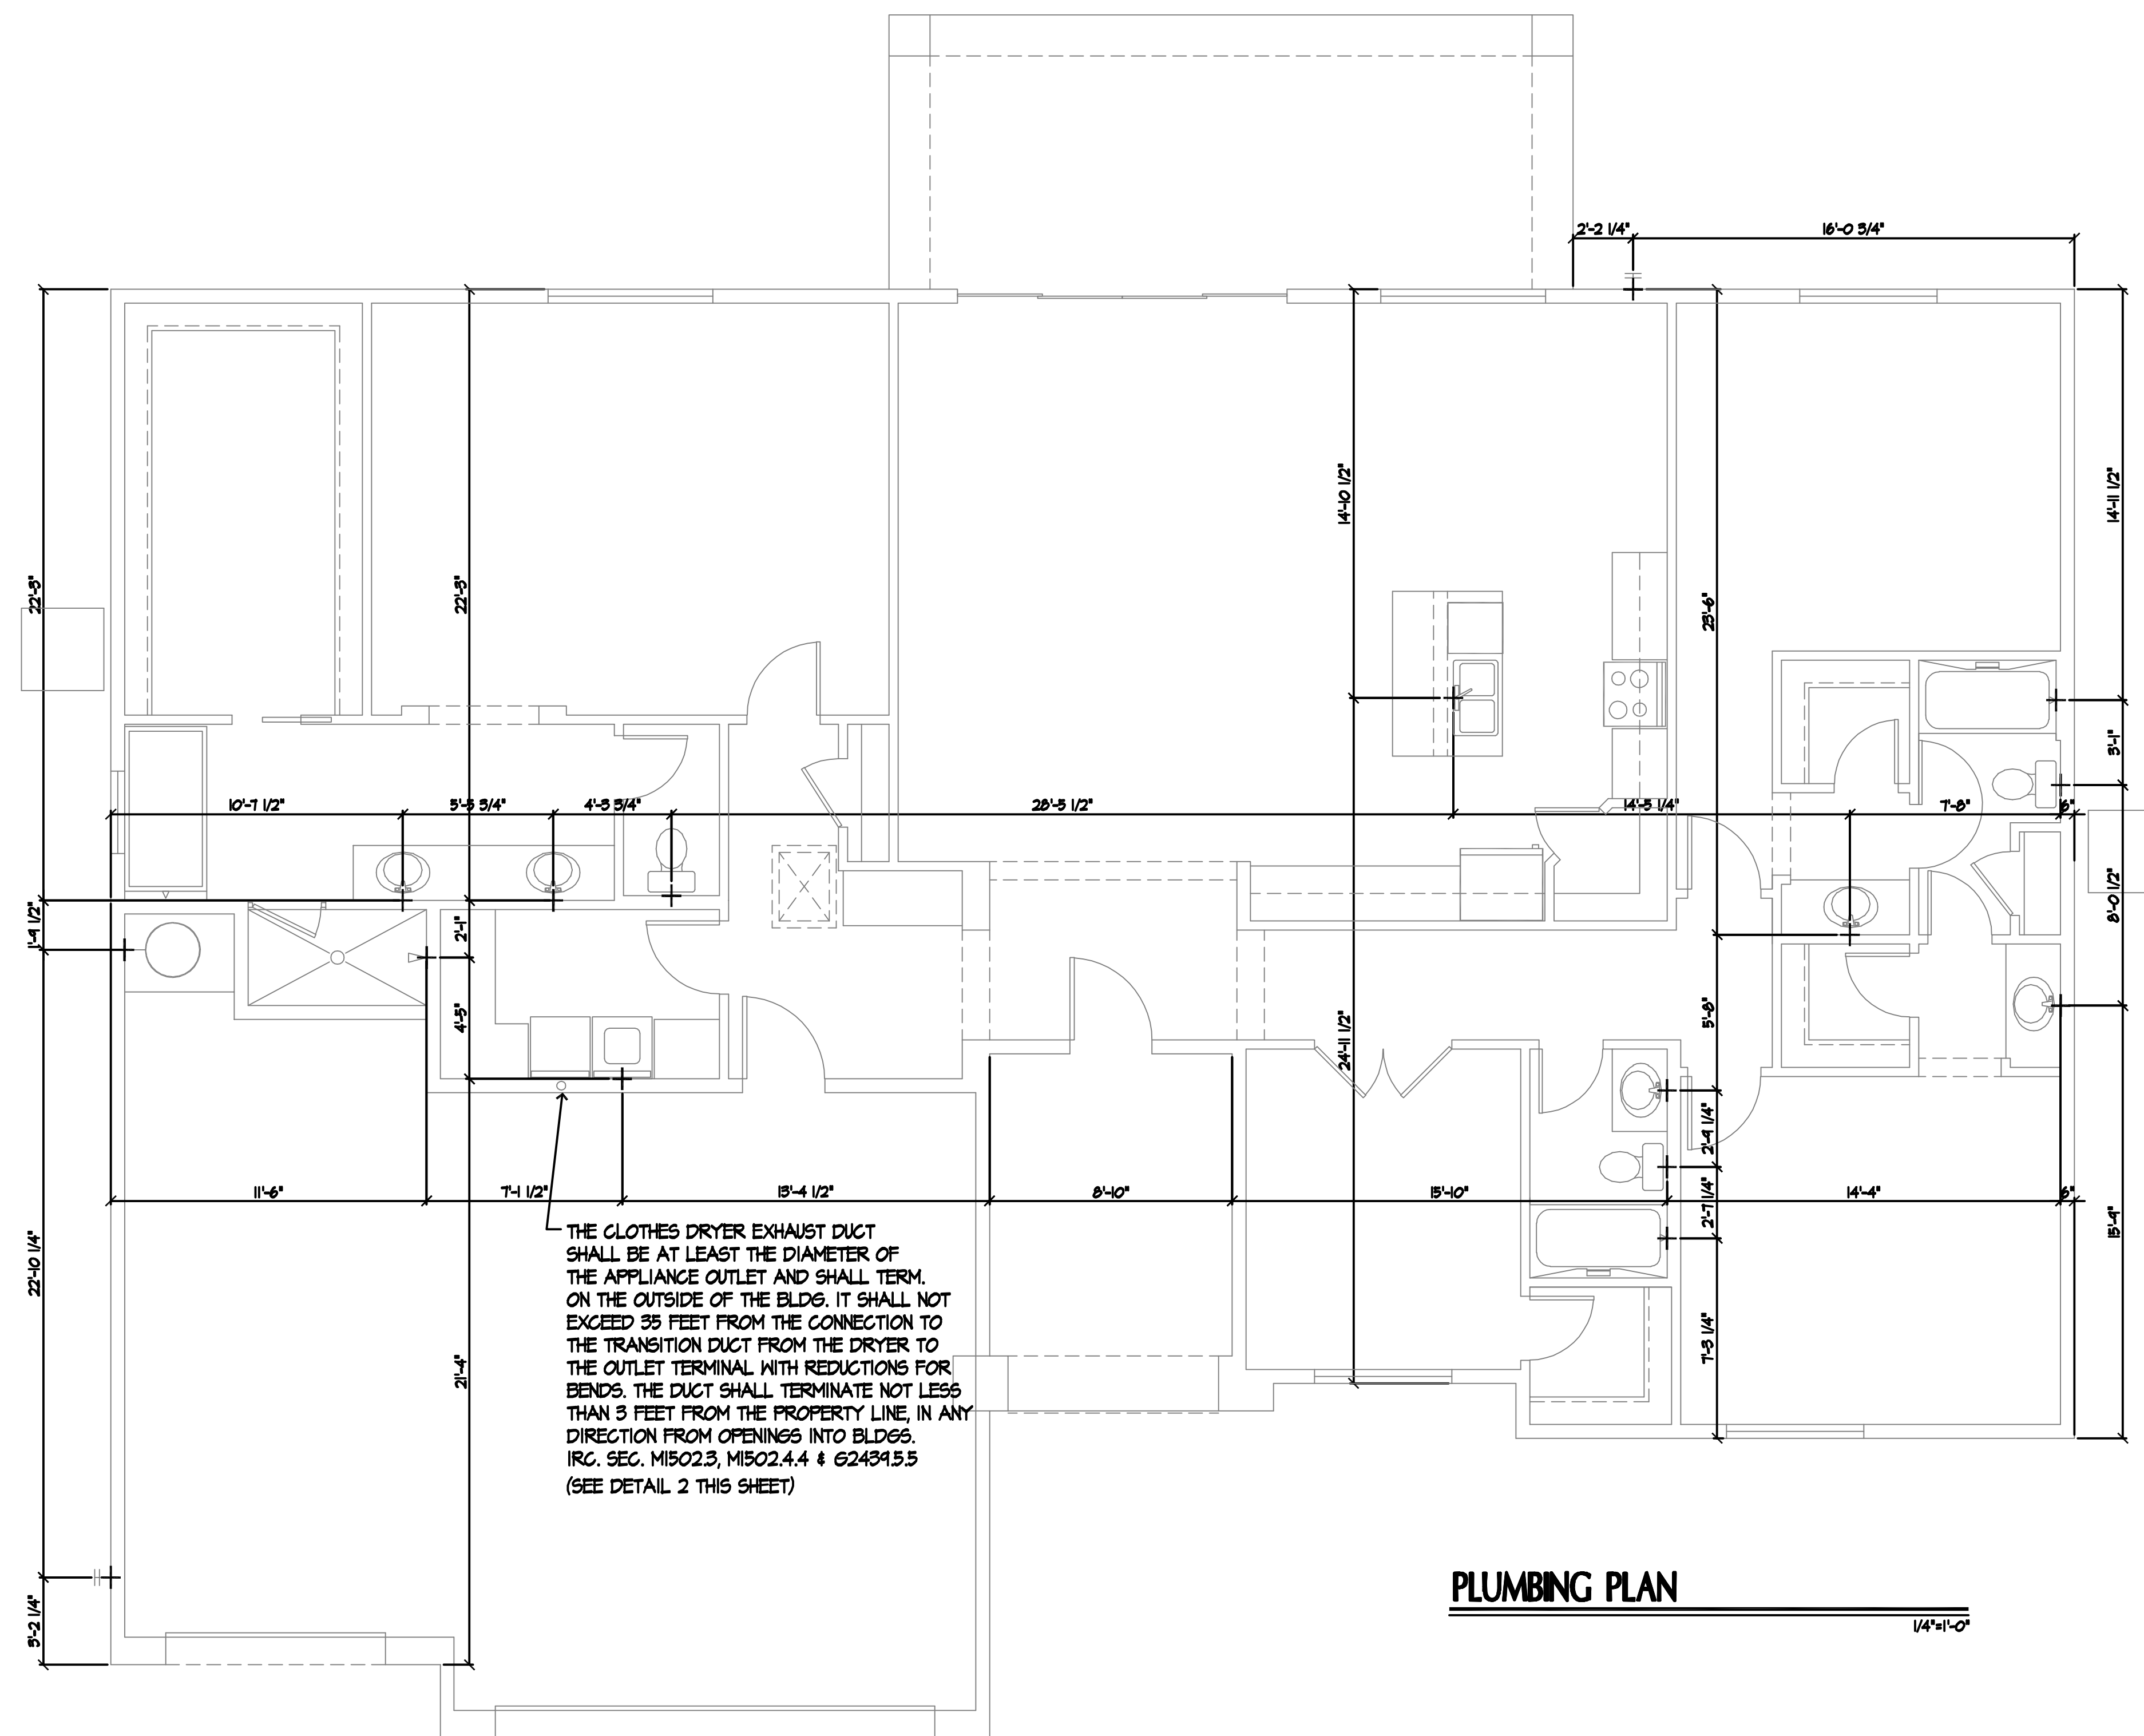 2'-2 1/4" 16'-0 3/4"
14'-10 1/2"
14'-11 1/2"
22'-3"
22'-3"
23'-6"
3'-1"
10'-7 1/2" 5'-5 3/4" 4'-3 3/4" 28'-5 1/2" 14'-5 1/4" 7'-8" 6"
1'-9 1/2"
2'-1"
8'-0 1/2"
4'-5"
24'-11 1/2"
5'-8"
2'-9 1/4"
11'-6" 7'-1 1/2" 13'-4 1/2" 8'-10" 15'-10" 14'-4" 6"
2'-7 1/4"
15'-9"
22'-10 1/4"
21'-4"
7'-3 1/4"
THE CLOTHES DRYER EXHAUST DUCT
SHALL BE AT LEAST THE DIAMETER OF
THE APPLIANCE OUTLET AND SHALL TERM.
ON THE OUTSIDE OF THE BLDG. IT SHALL NOT
EXCEED 35 FEET FROM THE CONNECTION TO
THE TRANSITION DUCT FROM THE DRYER TO
THE OUTLET TERMINAL WITH REDUCTIONS FOR
BENDS. THE DUCT SHALL TERMINATE NOT LESS
THAN 3 FEET FROM THE PROPERTY LINE, IN ANY
DIRECTION FROM OPENINGS INTO BLDGS.
IRC. SEC. M1502.3, M1502.4.4 & G2439.5.5
(SEE DETAIL 2 THIS SHEET)
3'-2 1/4"
PLUMBING PLAN
1/4"=1'-0"